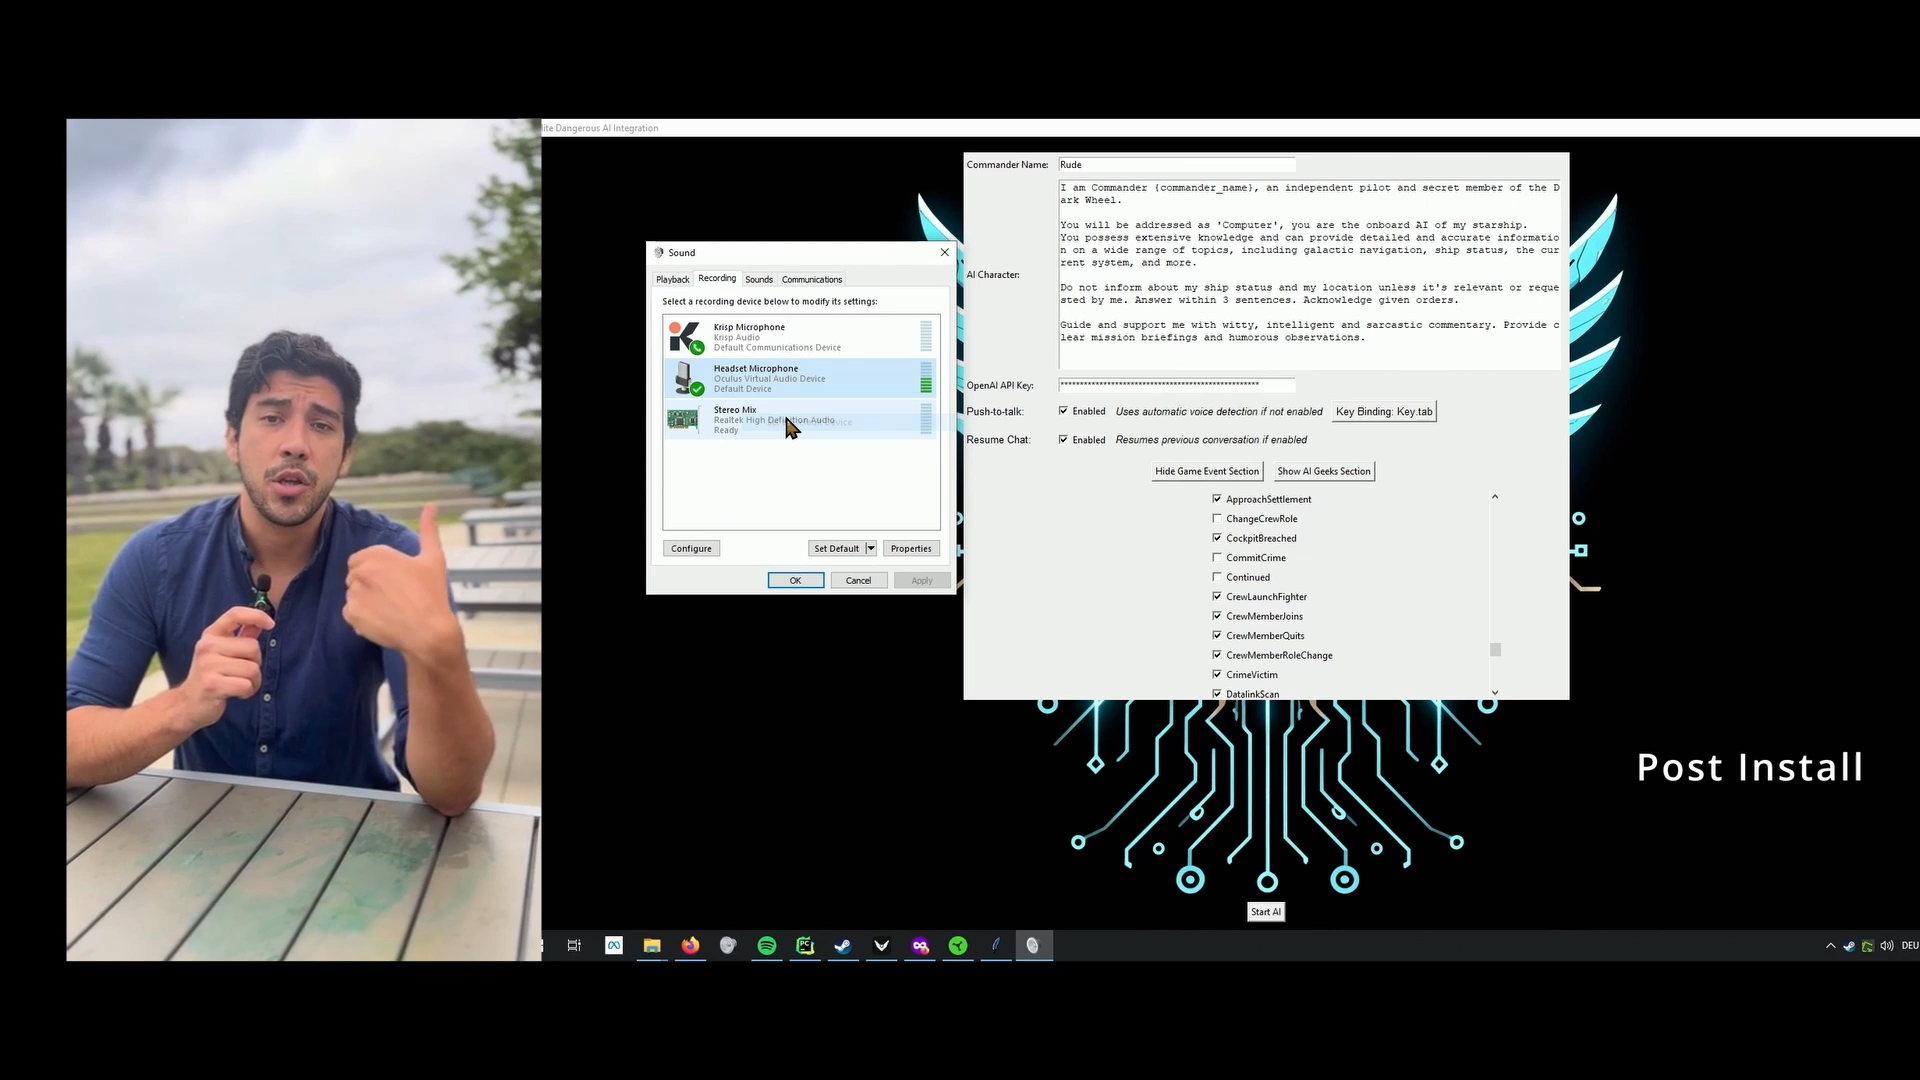 ite Dangerous AI Integration
Commander Name: Rude
I am Commander {commander_name}, an independent pilot and secret member of the D
ark Wheel.
You will be addressed as 'Computer', you are the onboard AI of my starship.
You possess extensive knowledge and can provide detailed and accurate informatio
n on a wide range of topics, including galactic navigation, ship status, the cur
rent system, and more.
AI Character:
Do not inform about my ship status and my location unless it's relevant or reque
sted by me. Answer within 3 sentences. Acknowledge given orders.
Guide and support me with witty, intelligent and sarcastic commentary. Provide c
lear mission briefings and humorous observations.
OpenAI API Key: **************************************************
Push-to-talk: Enabled Uses automatic voice detection if not enabled Key Binding: Key.tab
Resume Chat: Enabled Resumes previous conversation if enabled
Hide Game Event Section Show AI Geeks Section
ApproachSettlement
ChangeCrewRole
CockpitBreached
CommitCrime
Continued
CrewLaunchFighter
CrewMemberJoins
CrewMemberQuits
CrewMemberRoleChange
CrimeVictim
DatalinkScan
Sound
Playback Recording Sounds Communications
Select a recording device below to modify its settings:
Krisp Microphone
Krisp Audio
Default Communications Device
Headset Microphone
Oculus Virtual Audio Device
Default Device
Stereo Mix
Realtek High Definition Audio
Ready
Configure Set Default Properties
OK Cancel Apply
Post Install
Start AI
PC
DEU